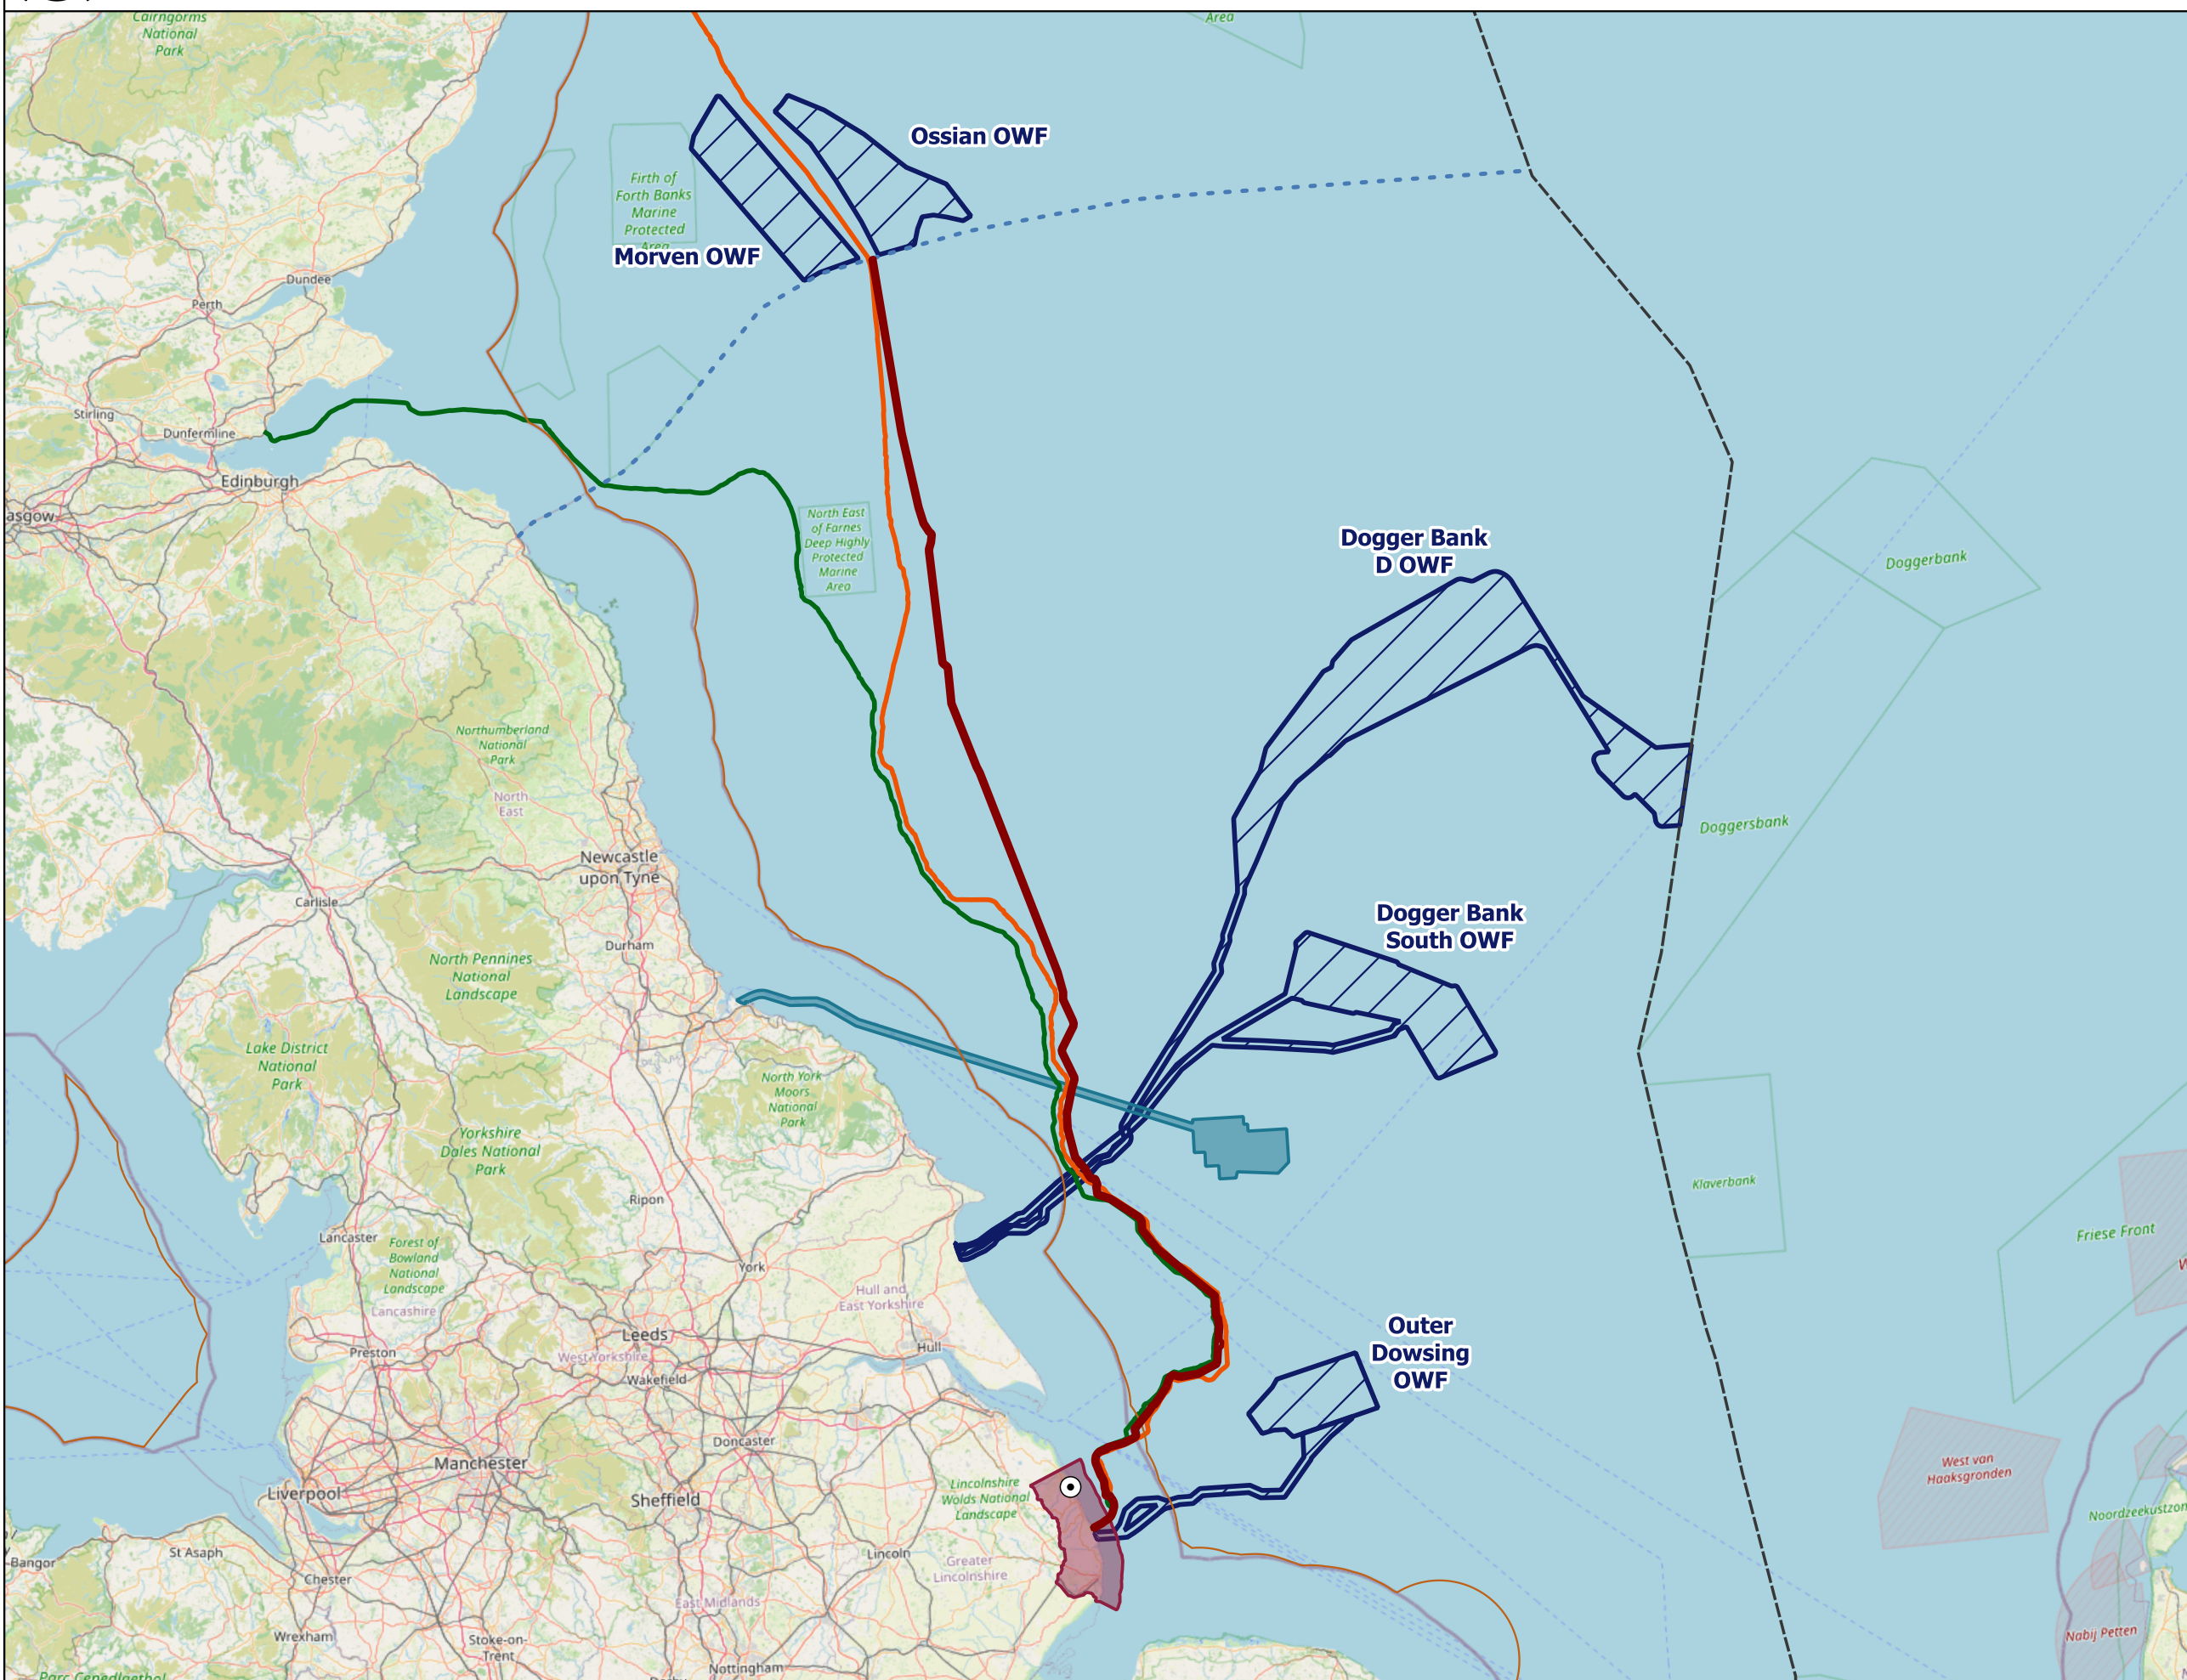 Cairngorms
National
Park
Area
Ossian OWF
Firth of
Forth Banks
Marine
Protected
Area
Morven OWF
Dundee
Perth
Stirling
Dunfermline
Edinburgh
asgow
North East
of Farnes
Deep Highly
Protected
Marine
Area
Dogger Bank
D OWF
Doggerbank
Northumberland
National
Park
North
East
Doggersbank
Newcastle
upon Tyne
Carlisle
Durham
Dogger Bank
South OWF
North Pennines
National
Landscape
Lake District
National
Park
North York
Moors
National
Park
Yorkshire
Dales National
Park
Ripon
Klaverbank
Friese Front
W
Lancaster
Forest of
Bowland
National
Landscape
York
Lancashire
Hull and
East Yorkshire
Leeds
Hull
Preston
West Yorkshire
Wakefield
Outer
Dowsing
OWF
Doncaster
Manchester
Liverpool
Sheffield
Lincolnshire
Wolds National
Landscape
West van
Haaksgronden
Noordzeekustzon
St Asaph
Bangor
Chester
Lincoln
Greater
Lincolnshire
East Midlands
Wrexham
Stoke-on-
Trent
Nottingham
Nabij Petten
Parc Cenedlaethol